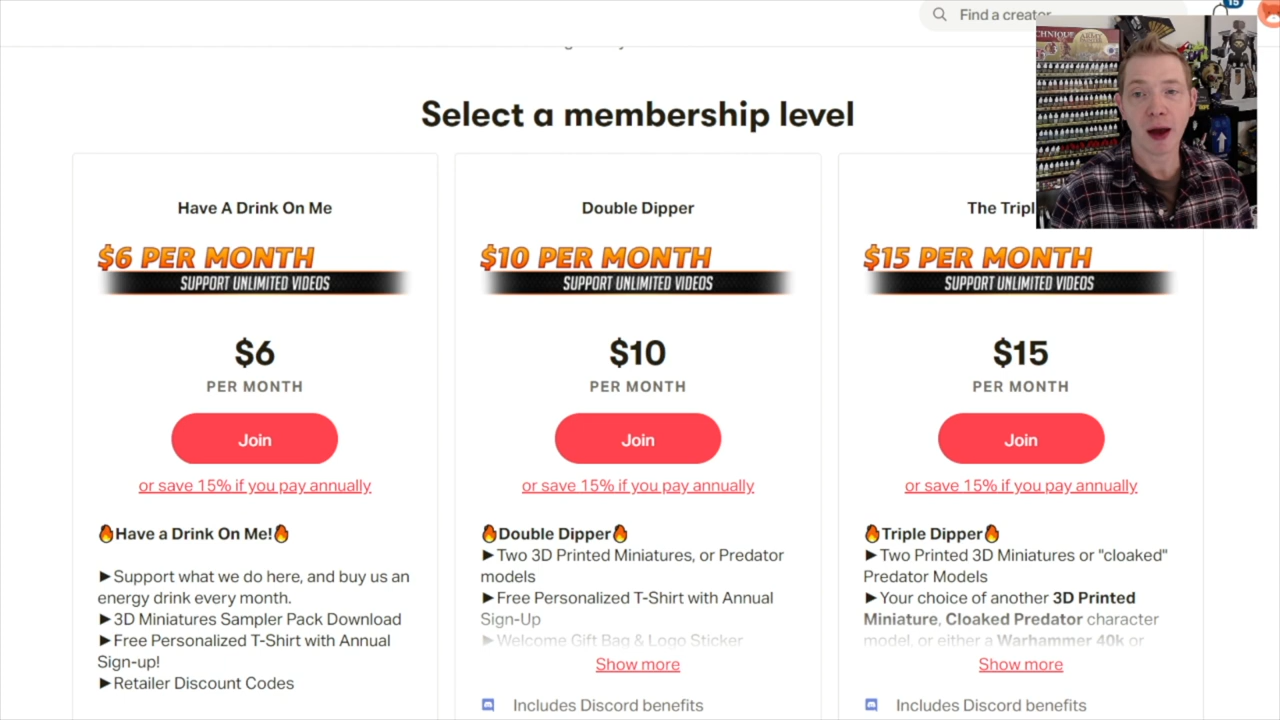 15
Find a creator
Select a membership level
Have A Drink On Me
$6 PER MONTH
SUPPORT UNLIMITED VIDEOS
$6
PER MONTH
Join
or save 15% if you pay annually
🔥Have a Drink On Me!🔥
►Support what we do here, and buy us an
energy drink every month.
►3D Miniatures Sampler Pack Download
►Free Personalized T-Shirt with Annual
Sign-up!
►Retailer Discount Codes
Double Dipper
$10 PER MONTH
SUPPORT UNLIMITED VIDEOS
$10
PER MONTH
Join
or save 15% if you pay annually
🔥Double Dipper🔥
►Two 3D Printed Miniatures, or Predator
models
►Free Personalized T-Shirt with Annual
Sign-Up
►Welcome Gift Bag & Logo Sticker
Show more
Includes Discord benefits
The Tripl
$15 PER MONTH
SUPPORT UNLIMITED VIDEOS
$15
PER MONTH
Join
or save 15% if you pay annually
🔥Triple Dipper🔥
►Two Printed 3D Miniatures or "cloaked"
Predator Models
►Your choice of another 3D Printed
Miniature, Cloaked Predator character
model, or either a Warhammer 40k or
Show more
Includes Discord benefits